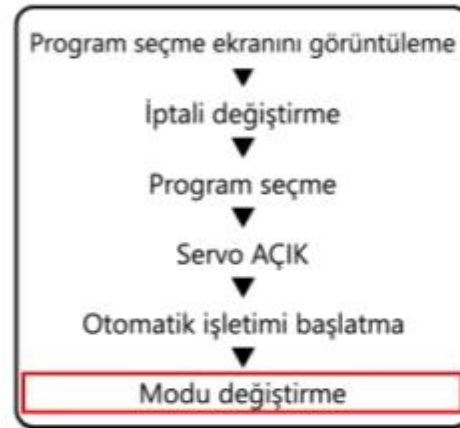 Program seçme ekranını görüntüleme
İptali değiştirme
Program seçme
Servo AÇIK
Otomatik işletimi başlatma
Modu değiştirme